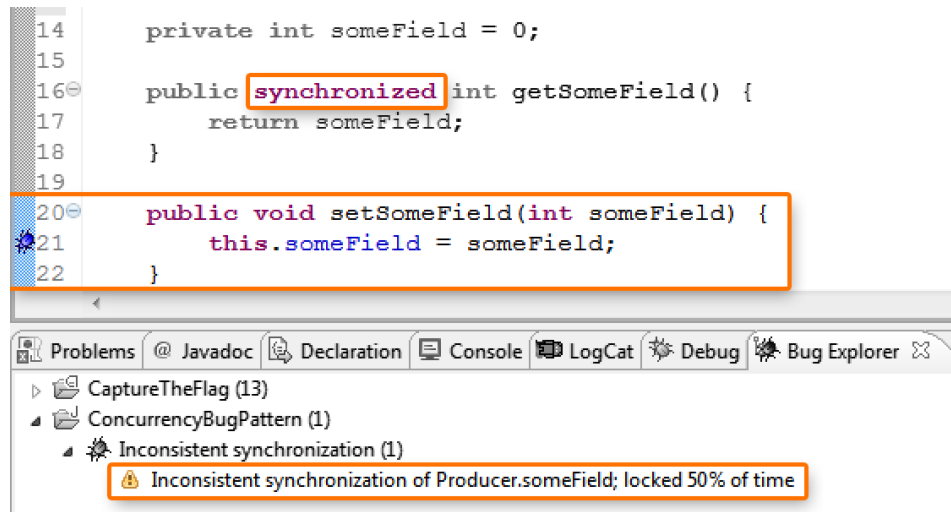 14 private int someField = 0;
15
16 public synchronized int getSomeField() {
17 return someField;
18 }
19
20 public void setSomeField(int someField) {
21 this.someField = someField;
22 }
Problems @ Javadoc Declaration Console LogCat Debug Bug Explorer
CaptureTheFlag (13)
ConcurrencyBugPattern (1)
Inconsistent synchronization (1)
Inconsistent synchronization of Producer.someField; locked 50% of time